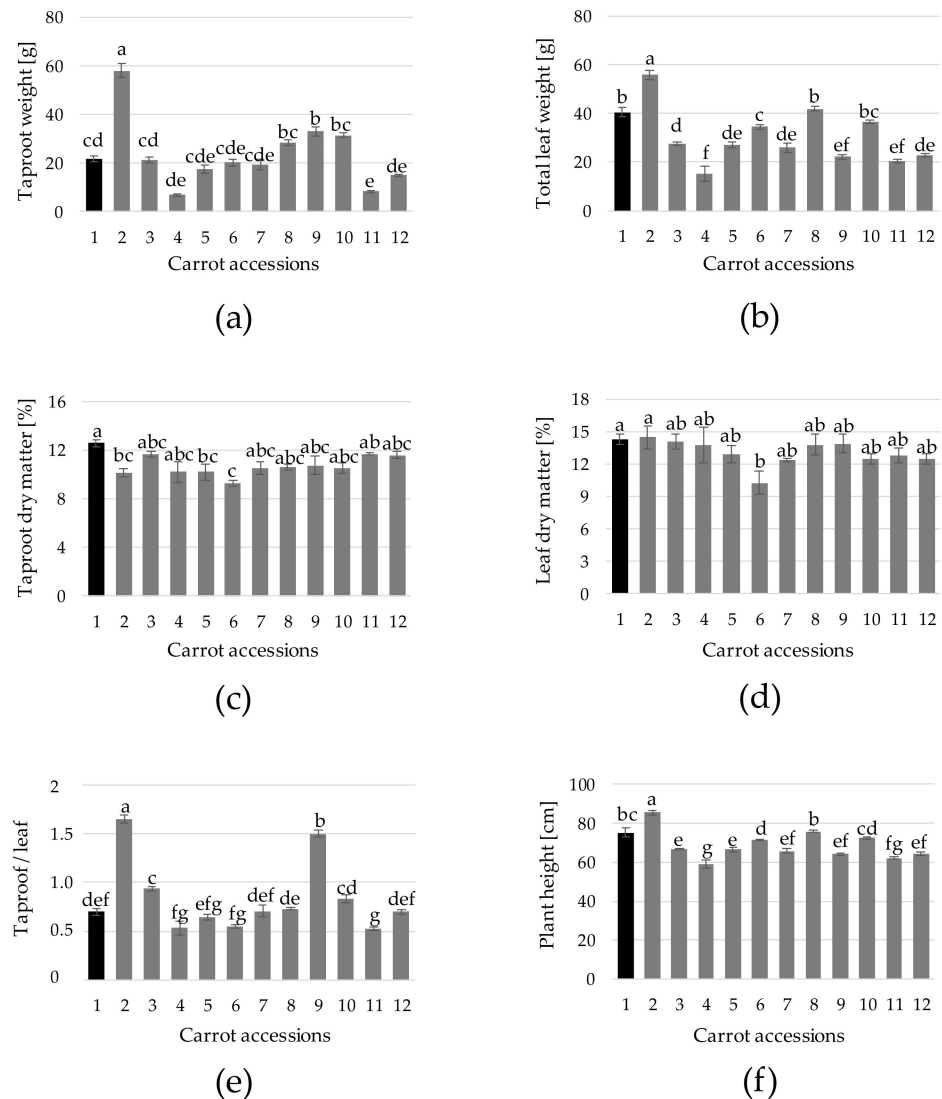 80
60
40
20
0
Taproot weight [g]
cd a cd de cde cde cde bc b bc e de
1 2 3 4 5 6 7 8 9 10 11 12
Carrot accessions
(a)
80
60
40
20
0
Total leaf weight [g]
b a d f de c de b ef bc ef de
1 2 3 4 5 6 7 8 9 10 11 12
Carrot accessions
(b)
16
12
8
4
0
Taproot dry matter [%]
a bc abc abc abc c abc abc abc abc ab abc
1 2 3 4 5 6 7 8 9 10 11 12
Carrot accessions
(c)
18
15
12
9
6
3
0
Leaf dry matter [%]
a a ab ab ab b ab ab ab ab ab ab
1 2 3 4 5 6 7 8 9 10 11 12
Carrot accessions
(d)
2
1.5
1.0
0.5
0
Taproof / leaf
def a c fg efg fg def de b cd g def
1 2 3 4 5 6 7 8 9 10 11 12
Carrot accessions
(e)
100
80
60
40
20
0
Plant height [cm]
bc a e g e d ef b ef cd fg ef
1 2 3 4 5 6 7 8 9 10 11 12
Carrot accessions
(f)